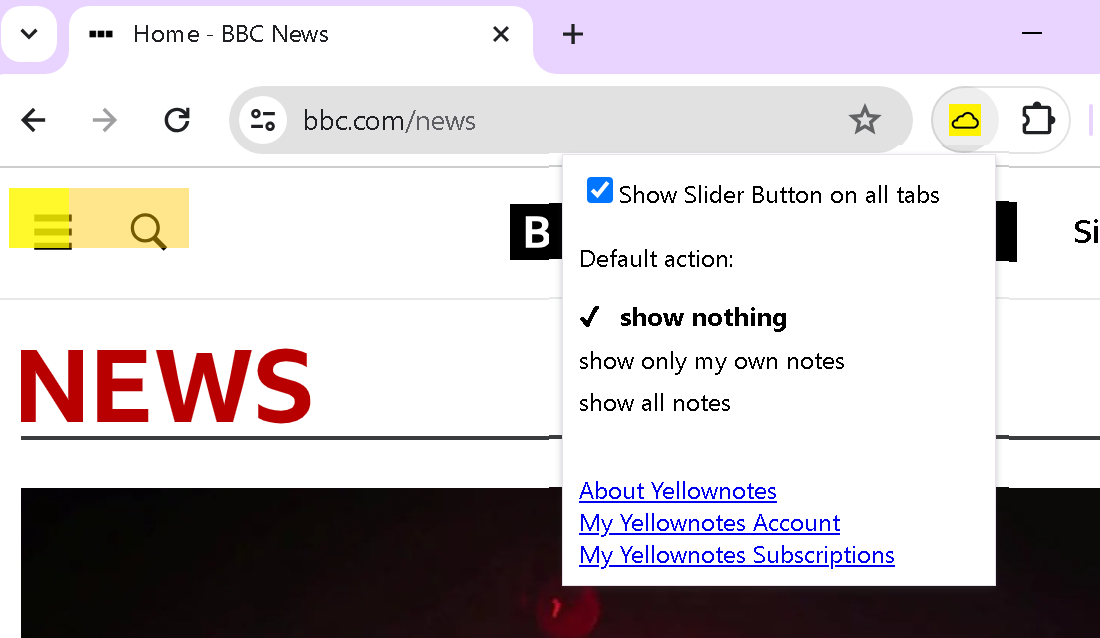 Home - BBC News
bbc.com/news
Show Slider Button on all tabs
B
Si
Default action:
✓ show nothing
show only my own notes
show all notes
NEWS
About Yellownotes
My Yellownotes Account
My Yellownotes Subscriptions